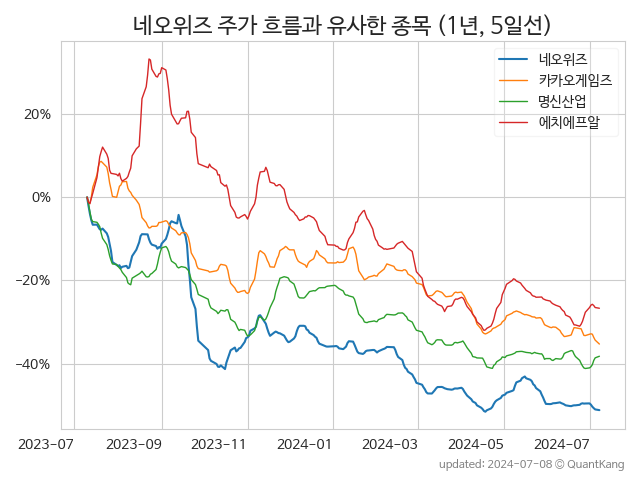 네오위즈 주가 흐름과 유사한 종목 (1년, 5일선)
네오위즈
카카오게임즈
명신산업
에치에프알
20%
0%
−20%
−40%
2023-07 2023-09 2023-11 2024-01 2024-03 2024-05 2024-07
updated: 2024-07-08 © QuantKang